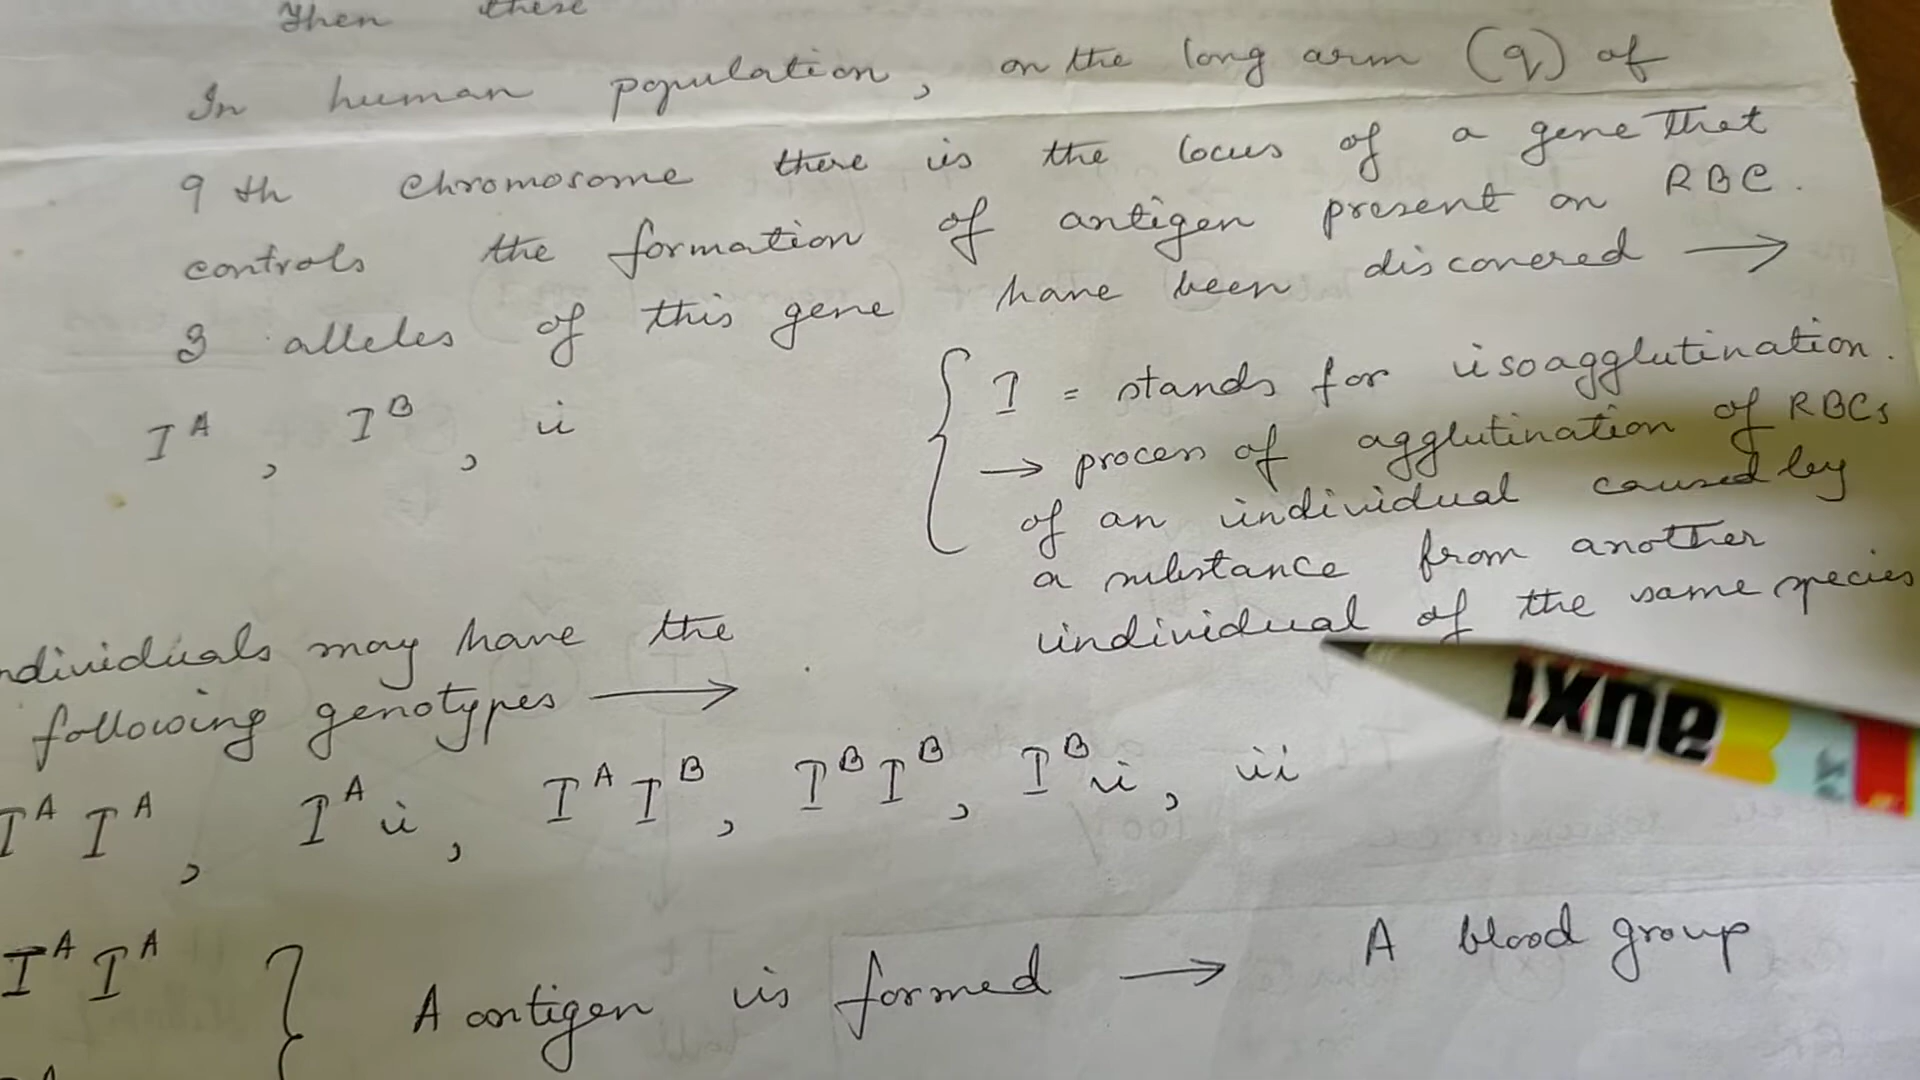 Then these
In human population, on the long arm (q) of
9th chromosome there is the locus of a gene that
controls the formation of antigen present on RBC.
3 alleles of this gene have been discovered →
I^A, I^B, i
{ I = stands for isoagglutination.
→ process of agglutination of RBCs
of an individual caused by
a substance from another
individual of the same species
ndividuals may have the
following genotypes →
I^A I^A, I^A i, I^A I^B, I^B I^B, I^B i, ii
I^A I^A } A antigen is formed → A blood group